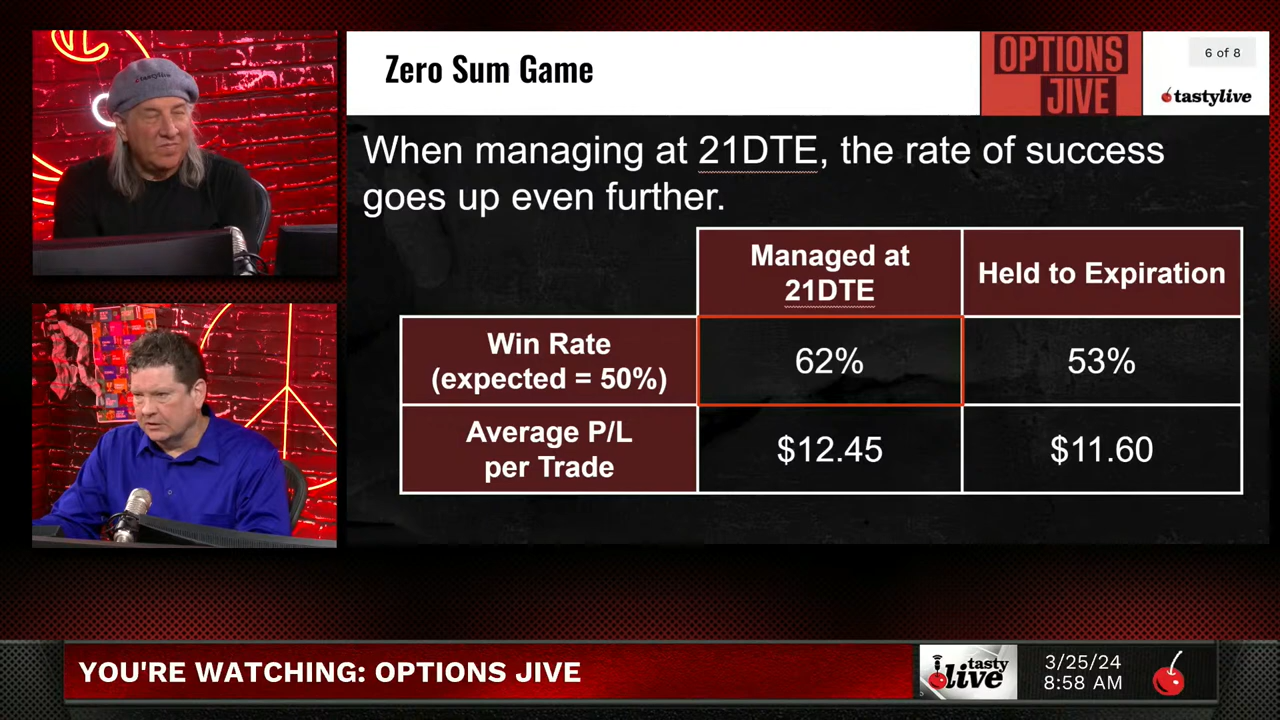 Zero Sum Game
OPTIONS
JIVE
6 of 8
tastylive
When managing at 21DTE, the rate of success
goes up even further.
Managed at
21DTE
Held to Expiration
Win Rate
(expected = 50%)
62%
53%
Average P/L
per Trade
$12.45
$11.60
tastylive
YOU'RE WATCHING: OPTIONS JIVE
tasty
live
3/25/24
8:58 AM